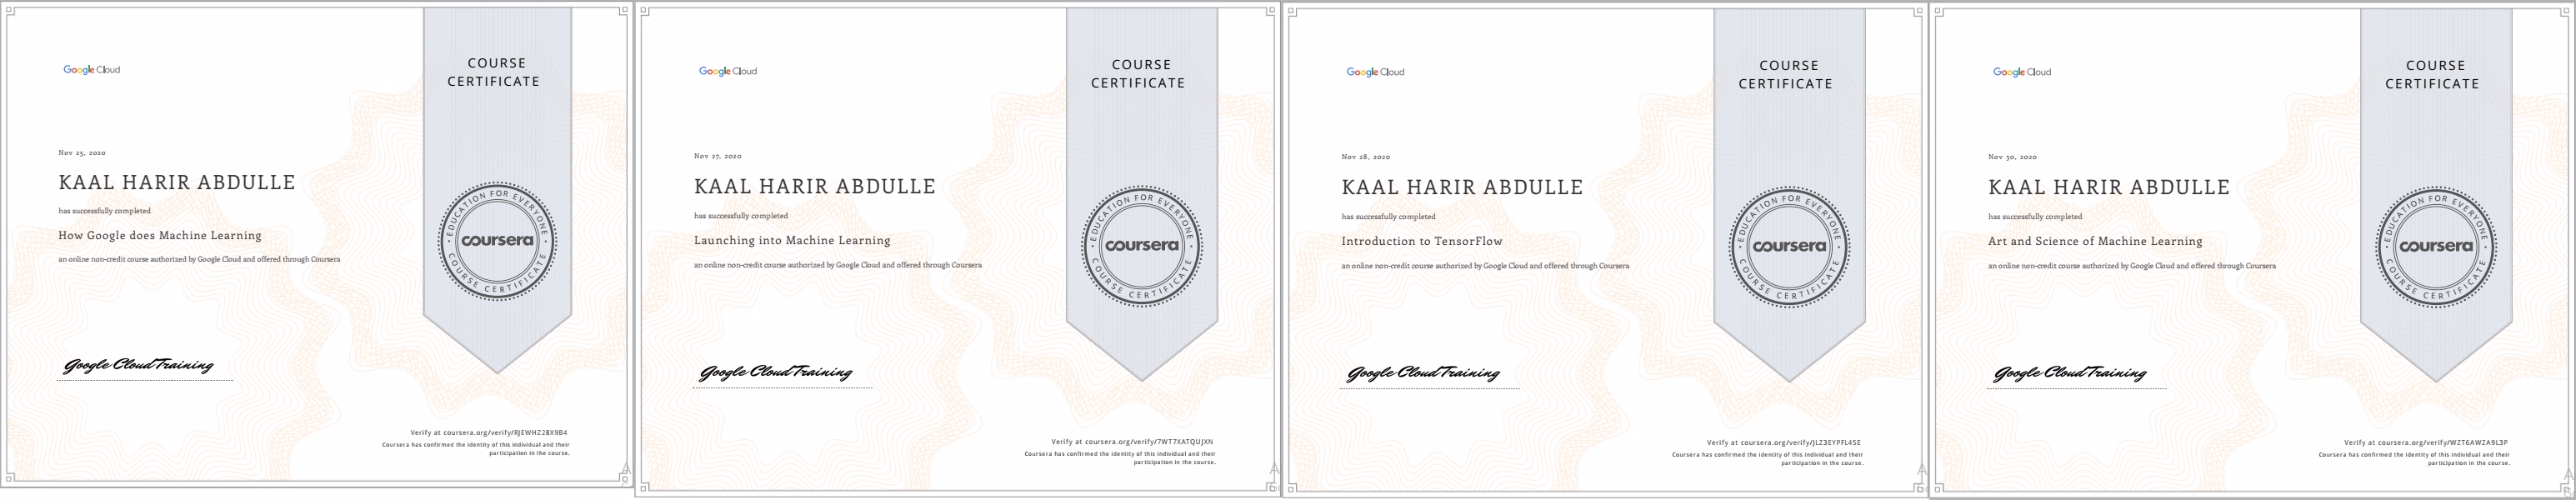 Google Cloud
COURSE
CERTIFICATE
Nov 25, 2020
KAAL HARIR ABDULLE
has successfully completed
How Google does Machine Learning
an online non-credit course authorized by Google Cloud and offered through Coursera
EDUCATION FOR EVERYONE
coursera
COURSE CERTIFICATE
Google Cloud Training
Verify at coursera.org/verify/RJEWHZ28X9B4
Coursera has confirmed the identity of this individual and their
participation in the course.
Google Cloud
COURSE
CERTIFICATE
Nov 27, 2020
KAAL HARIR ABDULLE
has successfully completed
Launching into Machine Learning
an online non-credit course authorized by Google Cloud and offered through Coursera
EDUCATION FOR EVERYONE
coursera
COURSE CERTIFICATE
Google Cloud Training
Verify at coursera.org/verify/7WT7XATQUJXN
Coursera has confirmed the identity of this individual and their
participation in the course.
Google Cloud
COURSE
CERTIFICATE
Nov 28, 2020
KAAL HARIR ABDULLE
has successfully completed
Introduction to TensorFlow
an online non-credit course authorized by Google Cloud and offered through Coursera
EDUCATION FOR EVERYONE
coursera
COURSE CERTIFICATE
Google Cloud Training
Verify at coursera.org/verify/JLZ3EYPFL45E
Coursera has confirmed the identity of this individual and their
participation in the course.
Google Cloud
COURSE
CERTIFICATE
Nov 30, 2020
KAAL HARIR ABDULLE
has successfully completed
Art and Science of Machine Learning
an online non-credit course authorized by Google Cloud and offered through Coursera
EDUCATION FOR EVERYONE
coursera
COURSE CERTIFICATE
Google Cloud Training
Verify at coursera.org/verify/WZT6AWZA9L3P
Coursera has confirmed the identity of this individual and their
participation in the course.